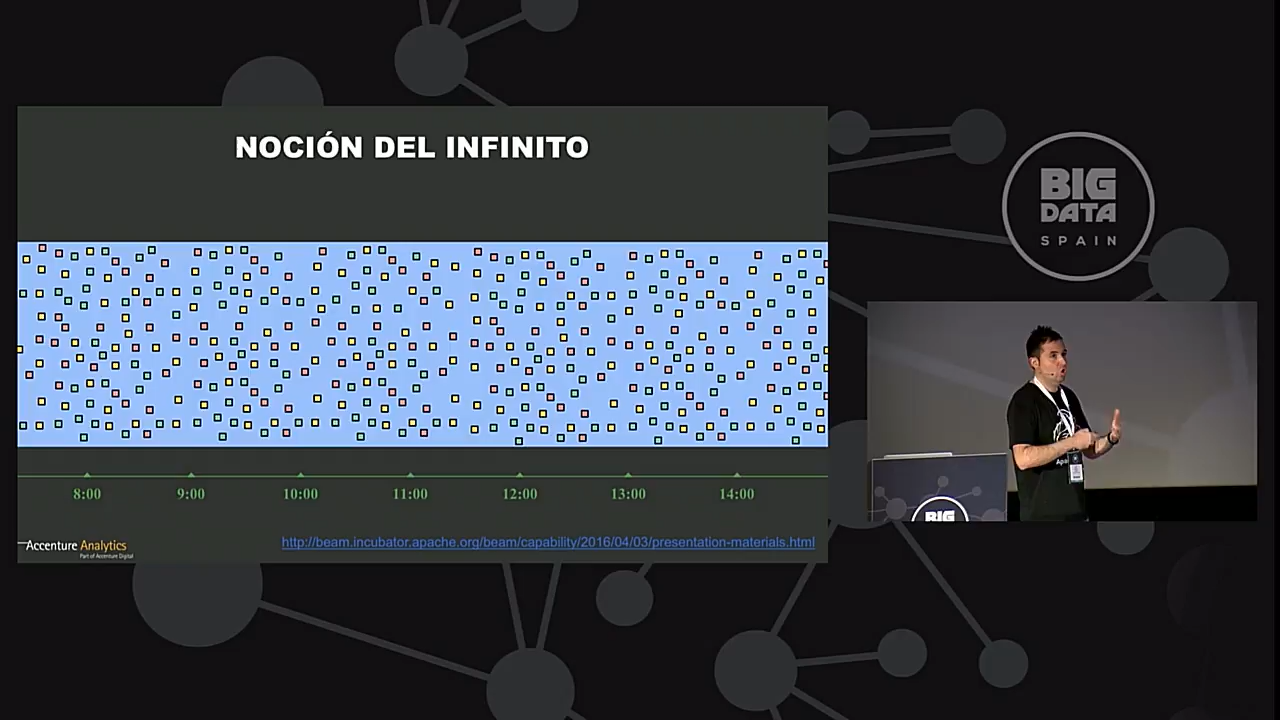 NOCIÓN DEL INFINITO
8:00 9:00 10:00 11:00 12:00 13:00 14:00
Accenture Analytics
Part of Accenture Digital
http://beam.incubator.apache.org/beam/capability/2016/04/03/presentation-materials.html
BIG
DATA
SPAIN
Apa
BIG